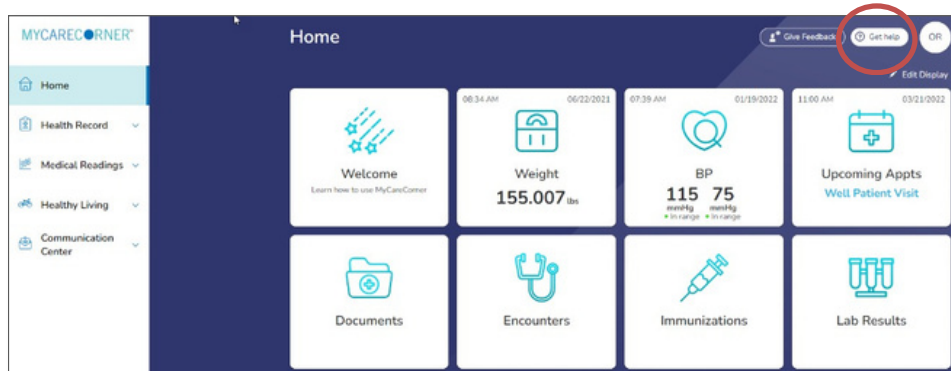 MYCARECORNER™
Home
Give Feedback
Get help
OR
Edit Display
Home
Health Record
Medical Readings
Healthy Living
Communication
Center
Welcome
Learn how to use MyCareCorner
08:34 AM 06/22/2021
Weight
155.007 lbs
07:39 AM 01/19/2022
BP
115 75
mmHg mmHg
In range In range
11:00 AM 03/21/2022
Upcoming Appts
Well Patient Visit
Documents
Encounters
Immunizations
Lab Results